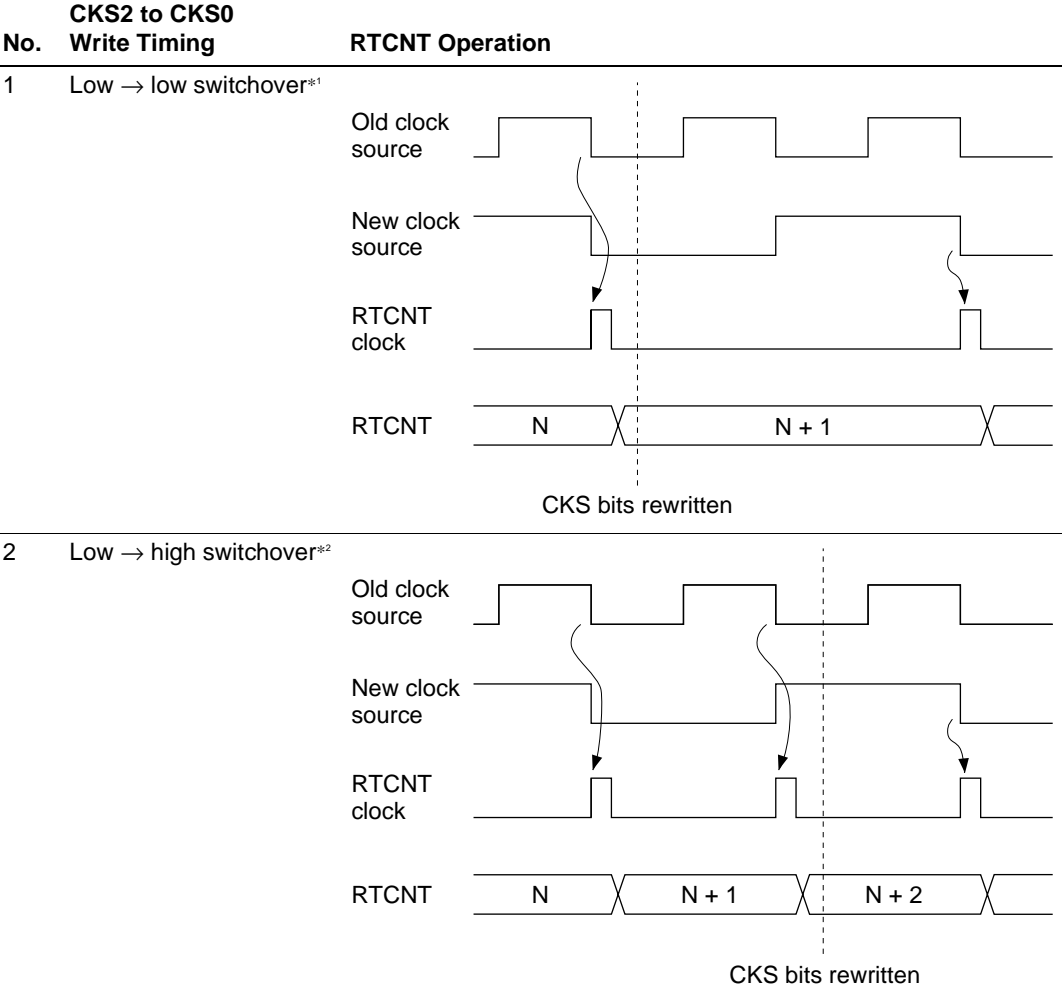 CKS2 to CKS0
No. Write Timing RTCNT Operation
1 Low → low switchover*1
Old clock
source
New clock
source
RTCNT
clock
RTCNT N N + 1
CKS bits rewritten
2 Low → high switchover*2
Old clock
source
New clock
source
RTCNT
clock
RTCNT N N + 1 N + 2
CKS bits rewritten